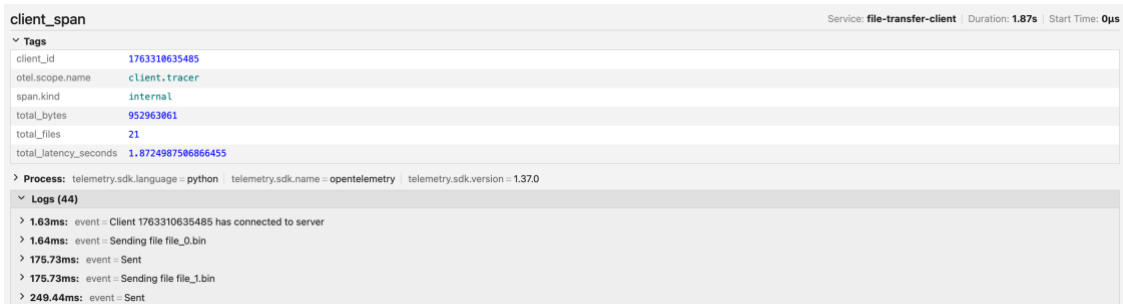 client_span Service: file-transfer-client | Duration: 1.87s | Start Time: 0μs
Tags
client_id 1763310635485
otel.scope.name client.tracer
span.kind internal
total_bytes 952963061
total_files 21
total_latency_seconds 1.8724987506866455
Process: telemetry.sdk.language = python | telemetry.sdk.name = opentelemetry | telemetry.sdk.version = 1.37.0
Logs (44)
1.63ms: event = Client 1763310635485 has connected to server
1.64ms: event = Sending file file_0.bin
175.73ms: event = Sent
175.73ms: event = Sending file file_1.bin
249.44ms: event = Sent